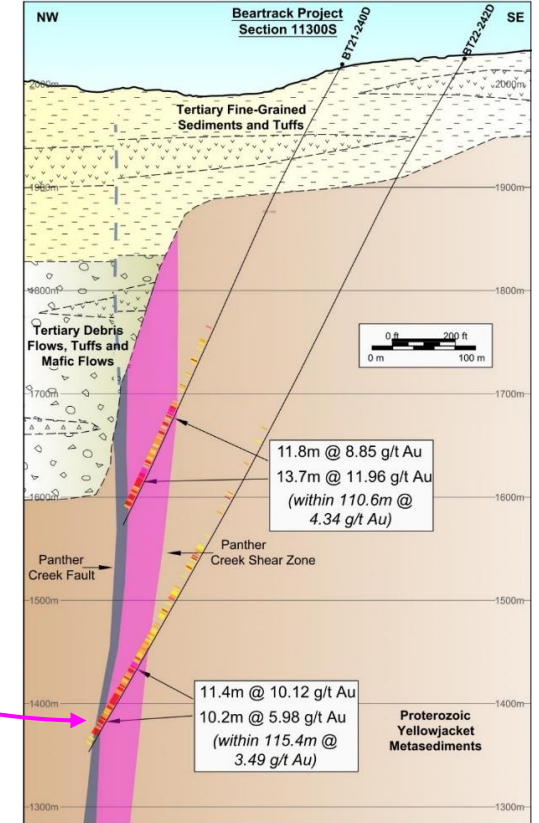 NW
Beartrack Project
Section 11300S
SE
BT21-240D
BT22-242D
2000m
2000m
Tertiary Fine-Grained
Sediments and Tuffs
1900m
1900m
1800m
1800m
Tertiary Debris
Flows, Tuffs and
Mafic Flows
0 ft 200 ft
0 m 100 m
1700m
1700m
11.8m @ 8.85 g/t Au
13.7m @ 11.96 g/t Au
(within 110.6m @
4.34 g/t Au)
1600m
1600m
Panther
Creek Fault
Panther
Creek Shear Zone
1500m
1500m
11.4m @ 10.12 g/t Au
10.2m @ 5.98 g/t Au
(within 115.4m @
3.49 g/t Au)
1400m
1400m
Proterozoic
Yellowjacket
Metasediments
1300m
1300m